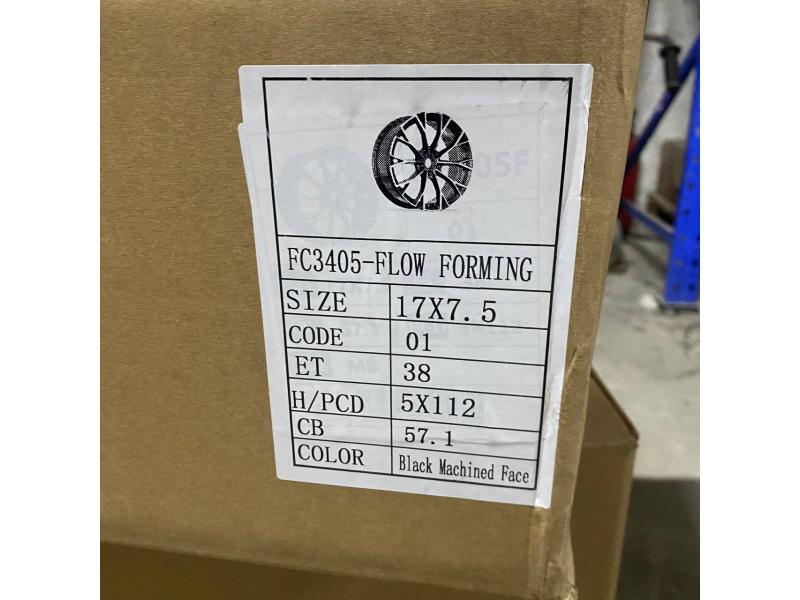 FC3405-FLOW FORMING
SIZE 17X7.5
CODE 01
ET 38
H/PCD 5X112
CB 57.1
COLOR Black Machined Face